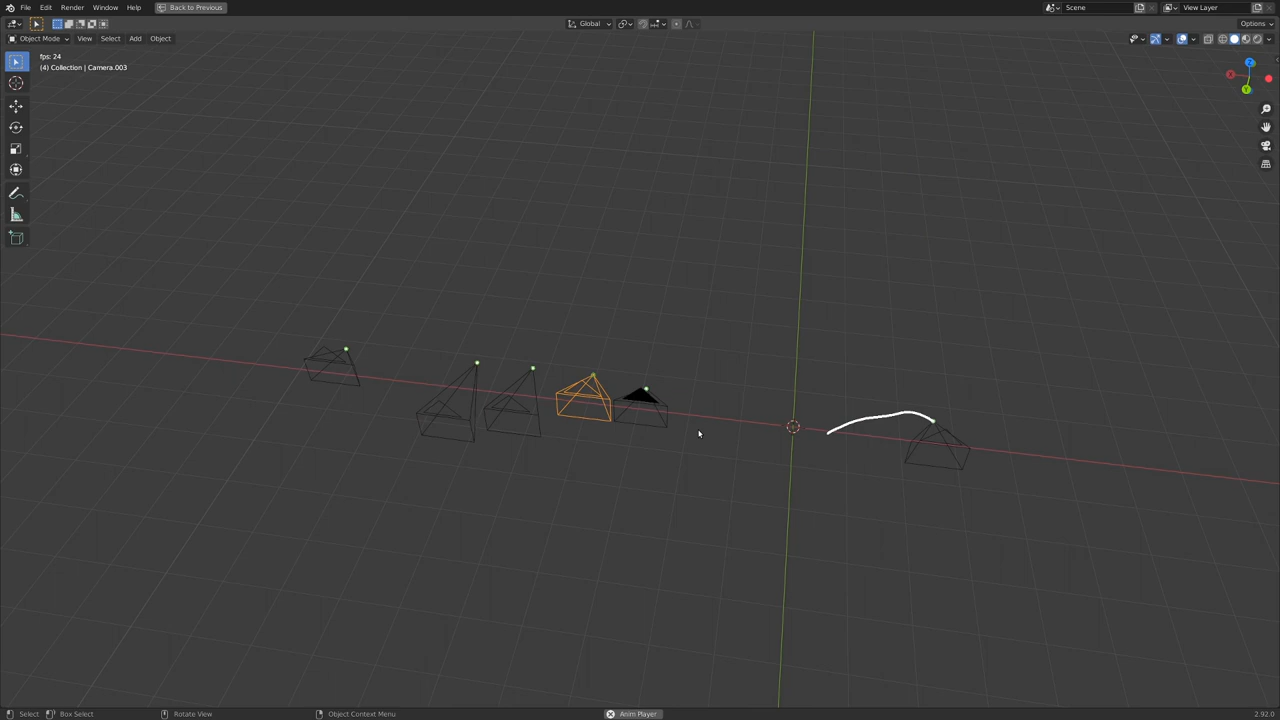 File Edit Render Window Help Back to Previous Scene View Layer
Global Options
Object Mode View Select Add Object
fps: 24
(4) Collection | Camera.003
Z
X
Y
Select Box Select Rotate View Object Context Menu Anim Player 2.92.0